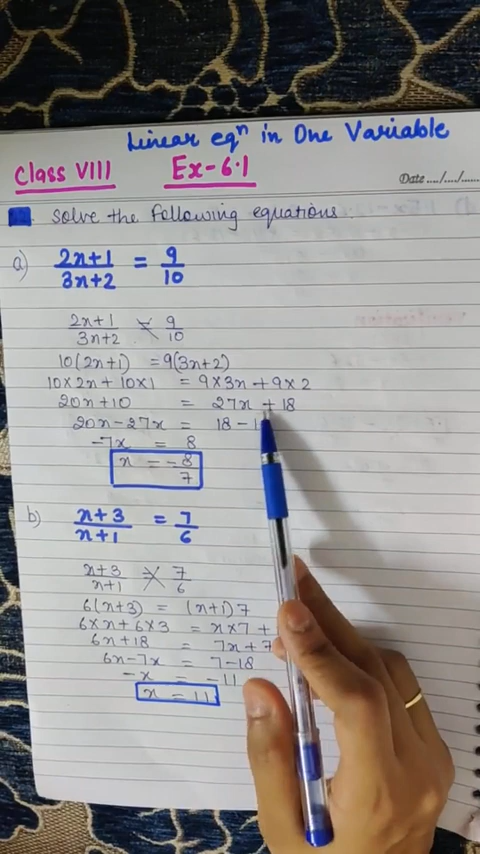 Linear eqⁿ in One Variable
Class VIII Ex-6.1
Date ..../..../......
Solve the following equations
a) 2x+1/3x+2 = 9/10
2x+1/3x+2 9/10
10(2x+1) = 9(3x+2)
10×2x+10×1 = 9×3x+9×2
20x+10 = 27x+18
20x-27x = 18-1
-7x = 8
x = -8/7
b) x+3/x+1 = 7/6
x+3/x+1 = 7/6
6(x+3) = (x+1)7
6×x+6×3 = x×7+
6x+18 = 7x+7
6x-7x = 7-18
-x = -11
x = 11